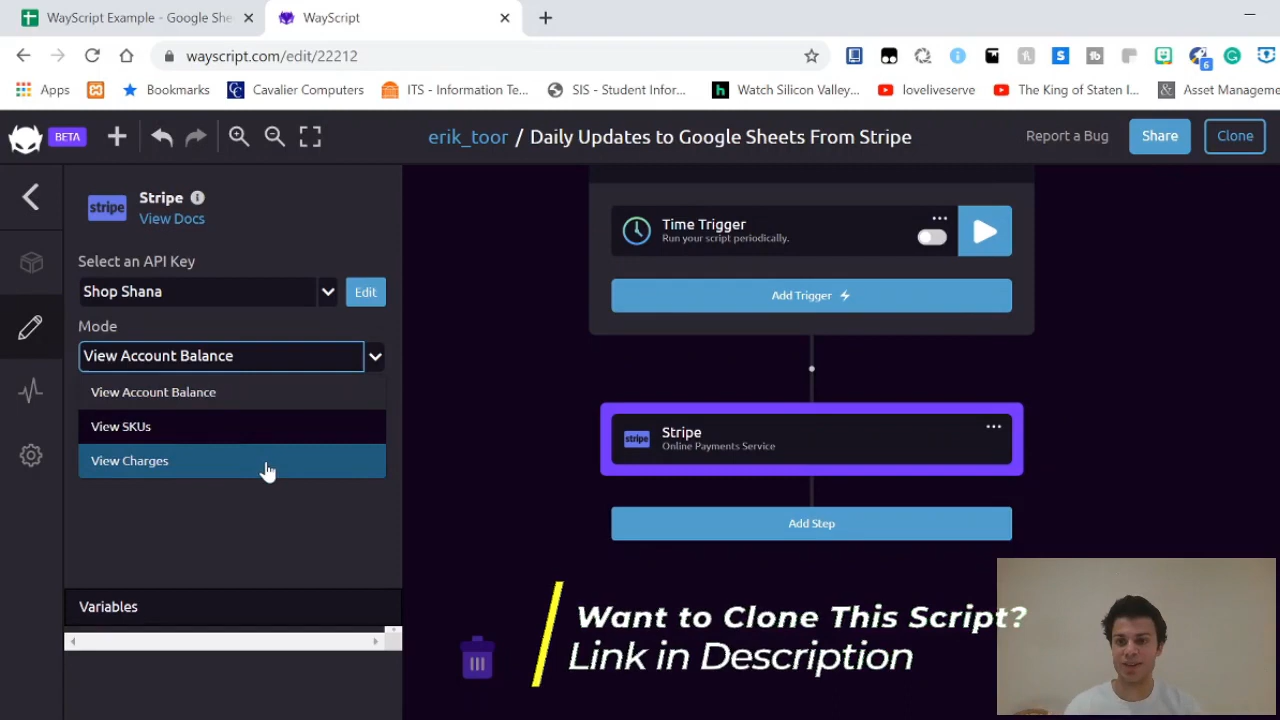 WayScript Example - Google She
WayScript
wayscript.com/edit/22212
6
Apps
Bookmarks
Cavalier Computers
ITS - Information Te...
SIS - Student Infor...
Watch Silicon Valley...
loveliveserve
The King of Staten I...
Asset Manageme
BETA
erik_toor / Daily Updates to Google Sheets From Stripe
Report a Bug
Share
Clone
stripe
Stripe
View Docs
Select an API Key
Shop Shana
Edit
Mode
View Account Balance
View Account Balance
View SKUs
View Charges
Variables
Time Trigger
Run your script periodically.
Add Trigger
stripe
Stripe
Online Payments Service
Add Step
Want to Clone This Script?
Link in Description